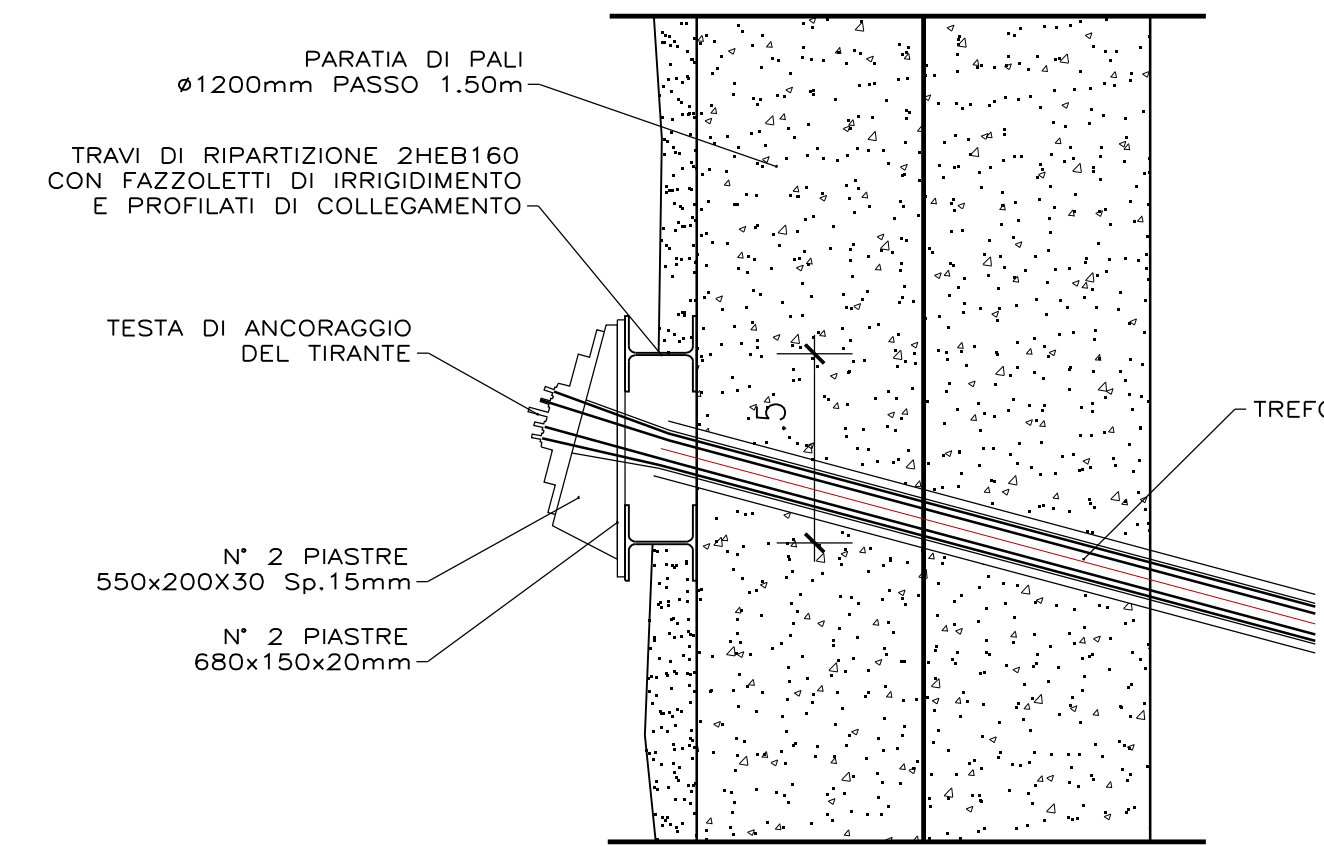 PARATIA DI PALI
ø1200mm PASSO 1.50m
TRAVI DI RIPARTIZIONE 2HEB160
CON FAZZOLETTI DI IRRIGIDIMENTO
E PROFILATI DI COLLEGAMENTO
TESTA DI ANCORAGGIO
DEL TIRANTE
.5
N° 2 PIASTRE
550x200X30 Sp.15mm
N° 2 PIASTRE
680x150x20mm